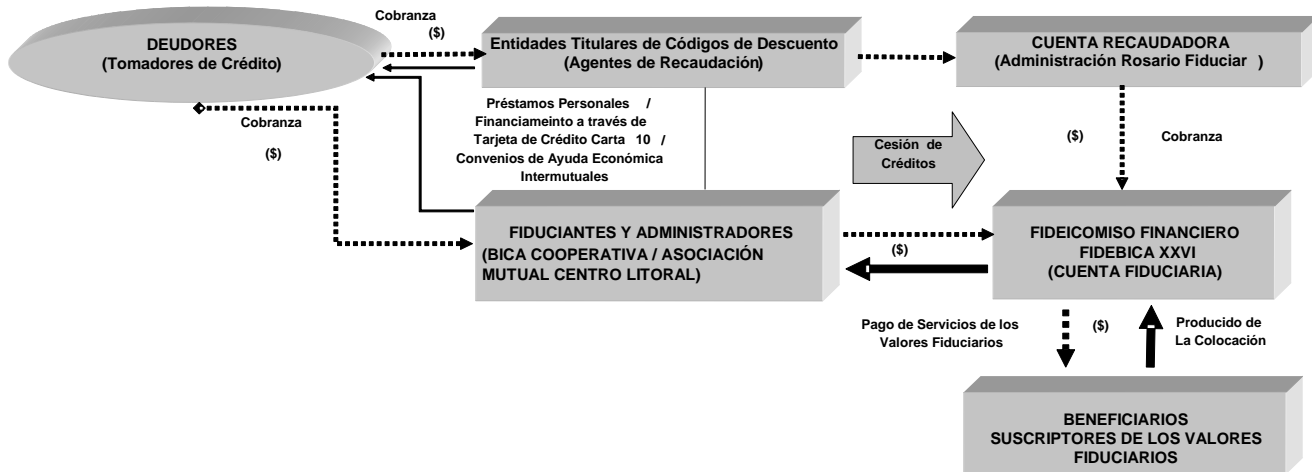 Cobranza
($)
DEUDORES
(Tomadores de Crédito)
Entidades Titulares de Códigos de Descuento
(Agentes de Recaudación)
CUENTA RECAUDADORA
(Administración Rosario Fiduciar )
Cobranza
($)
Préstamos Personales /
Financiameinto a través de
Tarjeta de Crédito Carta 10 /
Convenios de Ayuda Económica
Intermutuales
Cesión de
Créditos
($)
Cobranza
FIDUCIANTES Y ADMINISTRADORES
(BICA COOPERATIVA / ASOCIACIÓN
MUTUAL CENTRO LITORAL)
($)
FIDEICOMISO FINANCIERO
FIDEBICA XXVI
(CUENTA FIDUCIARIA)
Pago de Servicios de los
Valores Fiduciarios
($)
Producido de
La Colocación
BENEFICIARIOS
SUSCRIPTORES DE LOS VALORES
FIDUCIARIOS